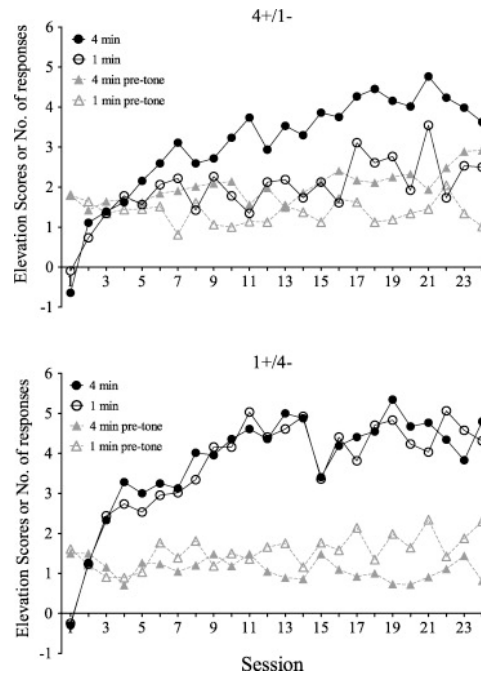 4+/1-
Elevation Scores or No. of responses
6
5
4
3
2
1
0
-1
4 min
1 min
4 min pre-tone
1 min pre-tone
1 3 5 7 9 11 13 15 17 19 21 23
1+/4-
Elevation Scores or No. of responses
6
5
4
3
2
1
0
-1
4 min
1 min
4 min pre-tone
1 min pre-tone
1 3 5 7 9 11 13 15 17 19 21 23
Session